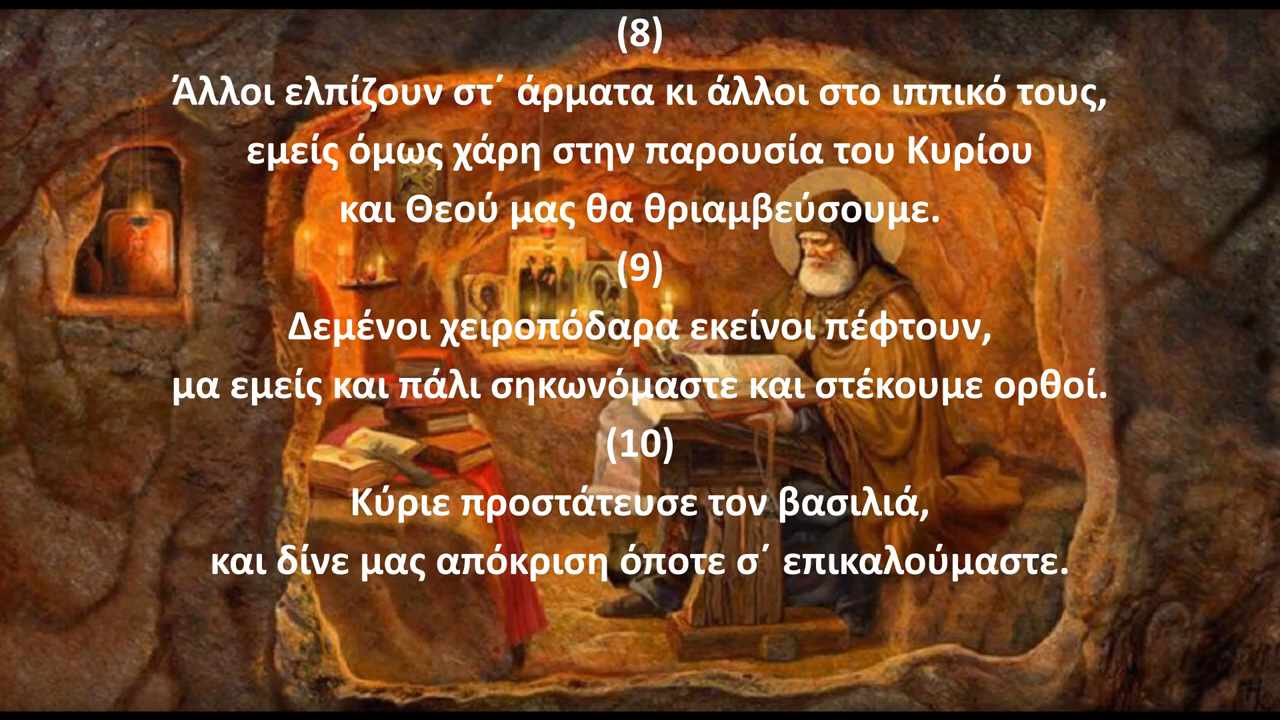 (8)
Άλλοι ελπίζουν στ΄ άρματα κι άλλοι στο ιππικό τους,
εμείς όμως χάρη στην παρουσία του Κυρίου
και Θεού μας θα θριαμβεύσουμε.
(9)
Δεμένοι χειροπόδαρα εκείνοι πέφτουν,
μα εμείς και πάλι σηκωνόμαστε και στέκουμε ορθοί.
(10)
Κύριε προστάτευσε τον βασιλιά,
και δίνε μας απόκριση όποτε σ΄ επικαλούμαστε.